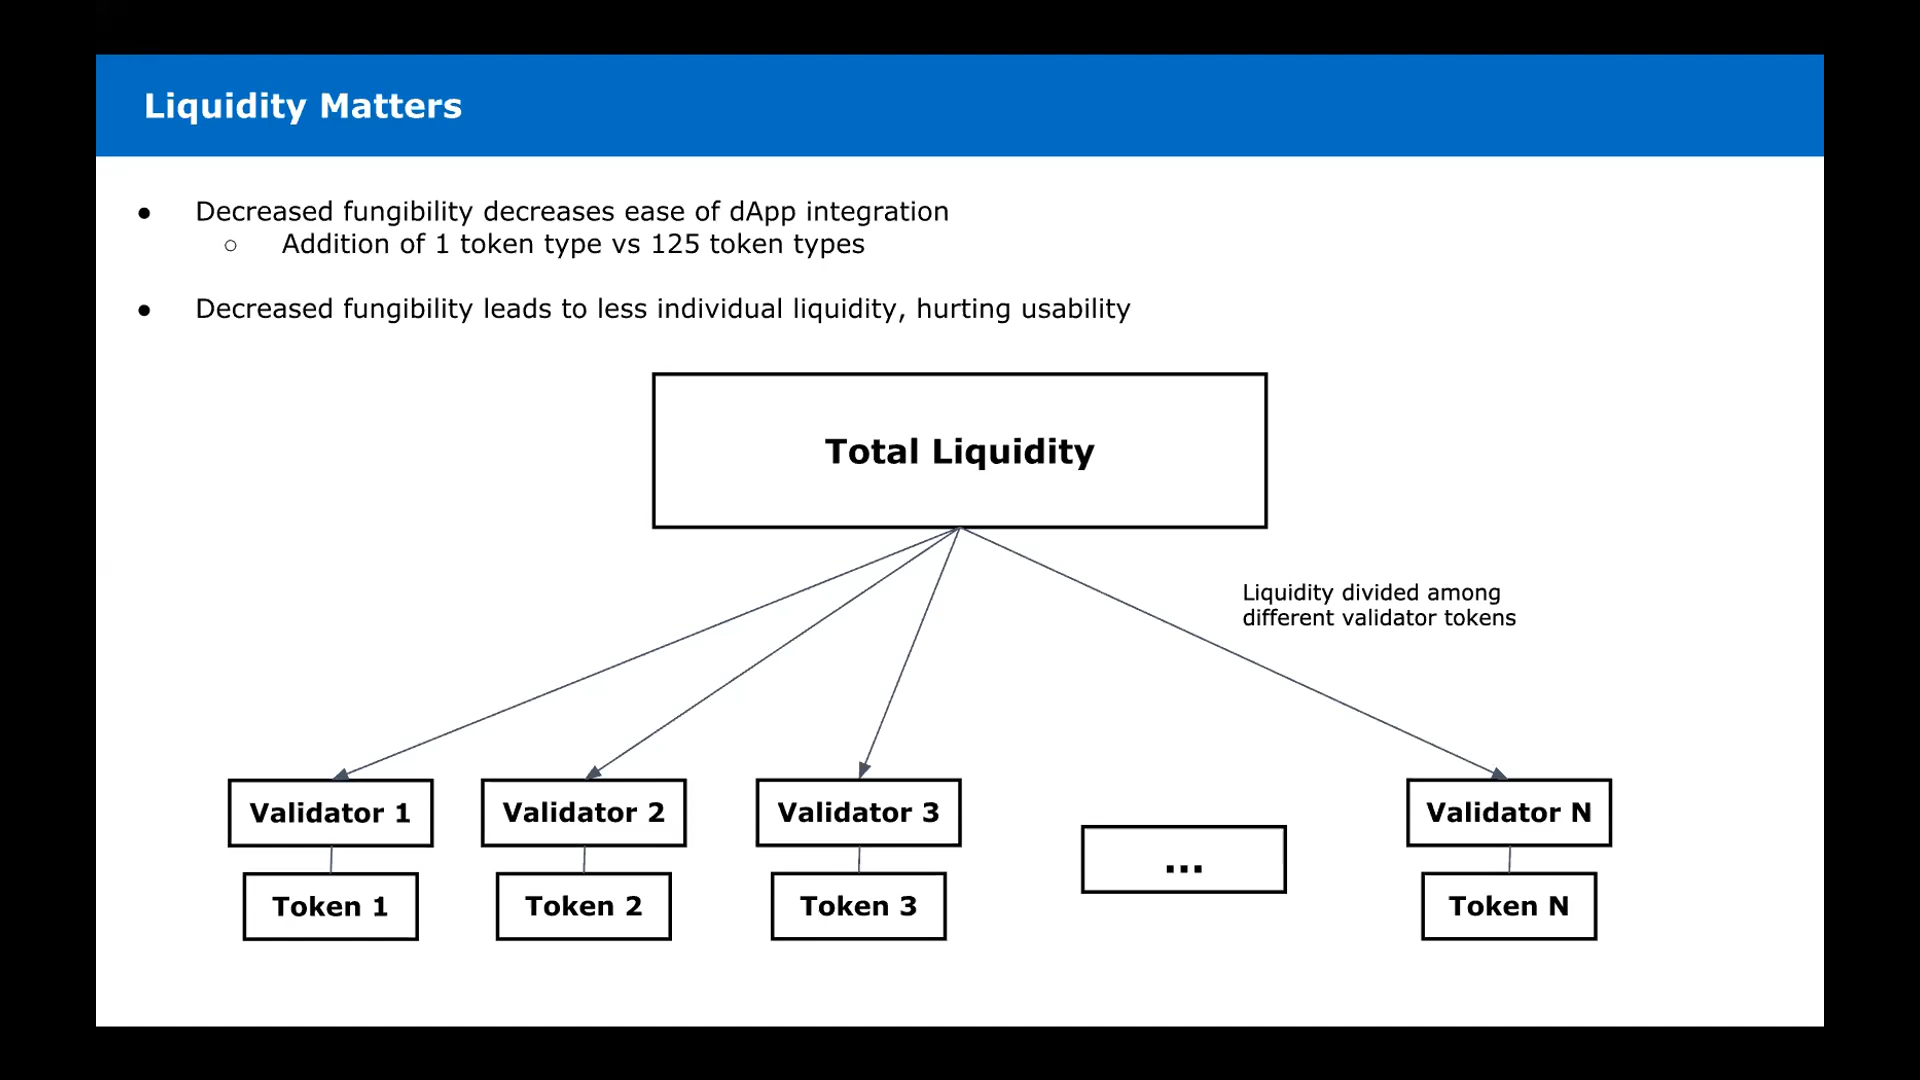 Liquidity Matters
● Decreased fungibility decreases ease of dApp integration
○ Addition of 1 token type vs 125 token types
● Decreased fungibility leads to less individual liquidity, hurting usability
Total Liquidity
Liquidity divided among
different validator tokens
Validator 1
Validator 2
Validator 3
...
Validator N
Token 1
Token 2
Token 3
Token N